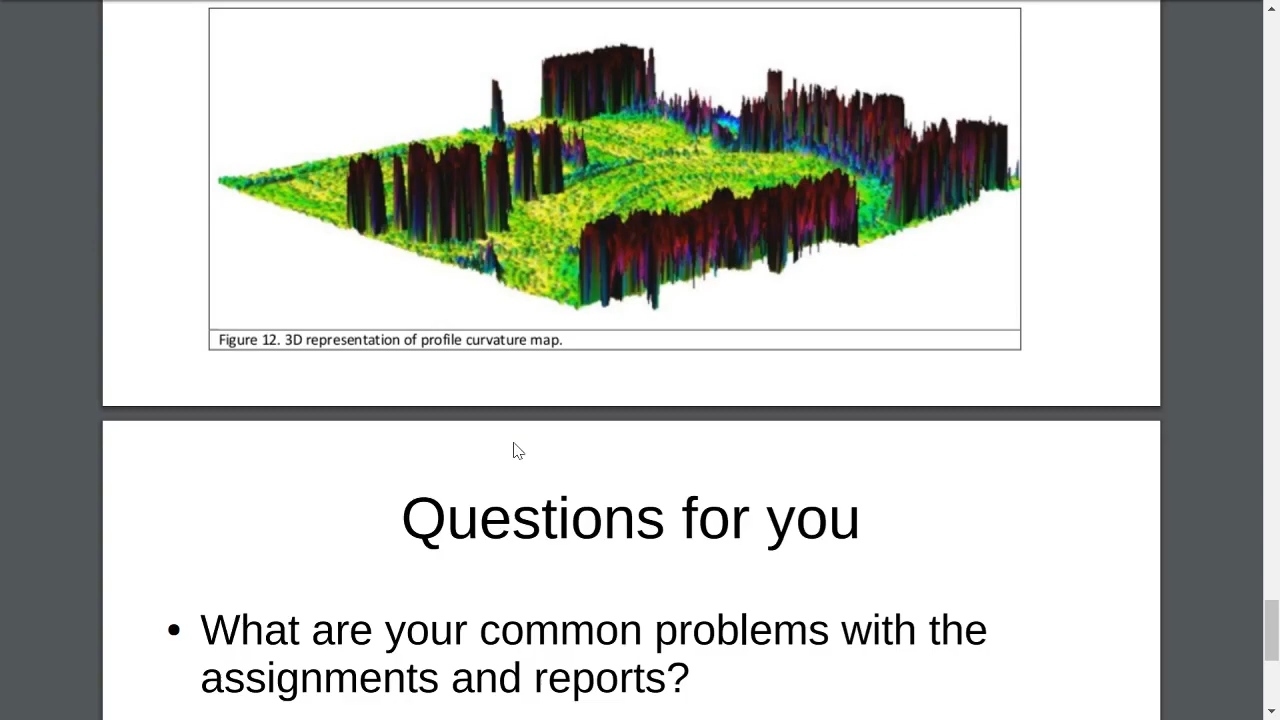 Figure 12. 3D representation of profile curvature map.
Questions for you
• What are your common problems with the
assignments and reports?